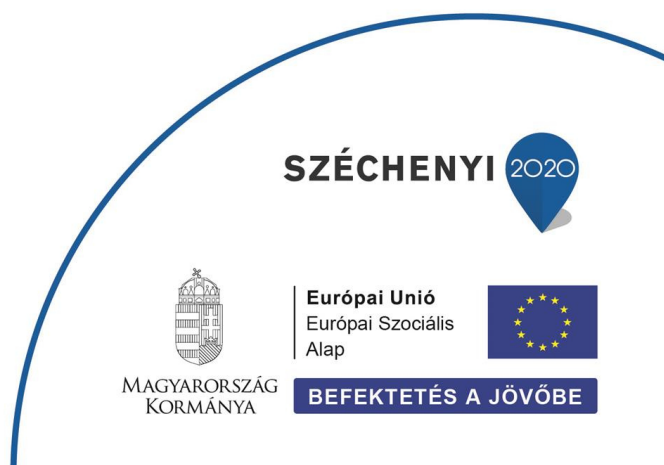 SZÉCHENYI 2020
Európai Unió
Európai Szociális
Alap
MAGYARORSZÁG
KORMÁNYA
BEFEKTETÉS A JÖVŐBE